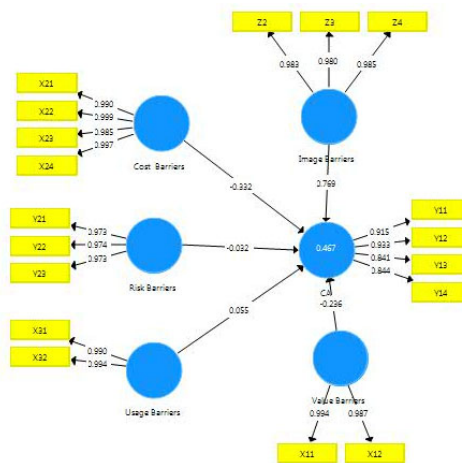 Z2
Z3
Z4
0.983
0.980
0.985
Image Barriers
0.769
X21
X22
X23
X24
0.990
0.999
0.985
0.997
Cost Barriers
-0.332
Y21
Y22
Y23
0.973
0.974
0.973
Risk Barriers
-0.032
X31
X32
0.990
0.994
Usage Barriers
0.055
0.467
CAI
0.915
0.933
0.841
0.844
Y11
Y12
Y13
Y14
-0.236
Value Barriers
0.994
0.987
X11
X12